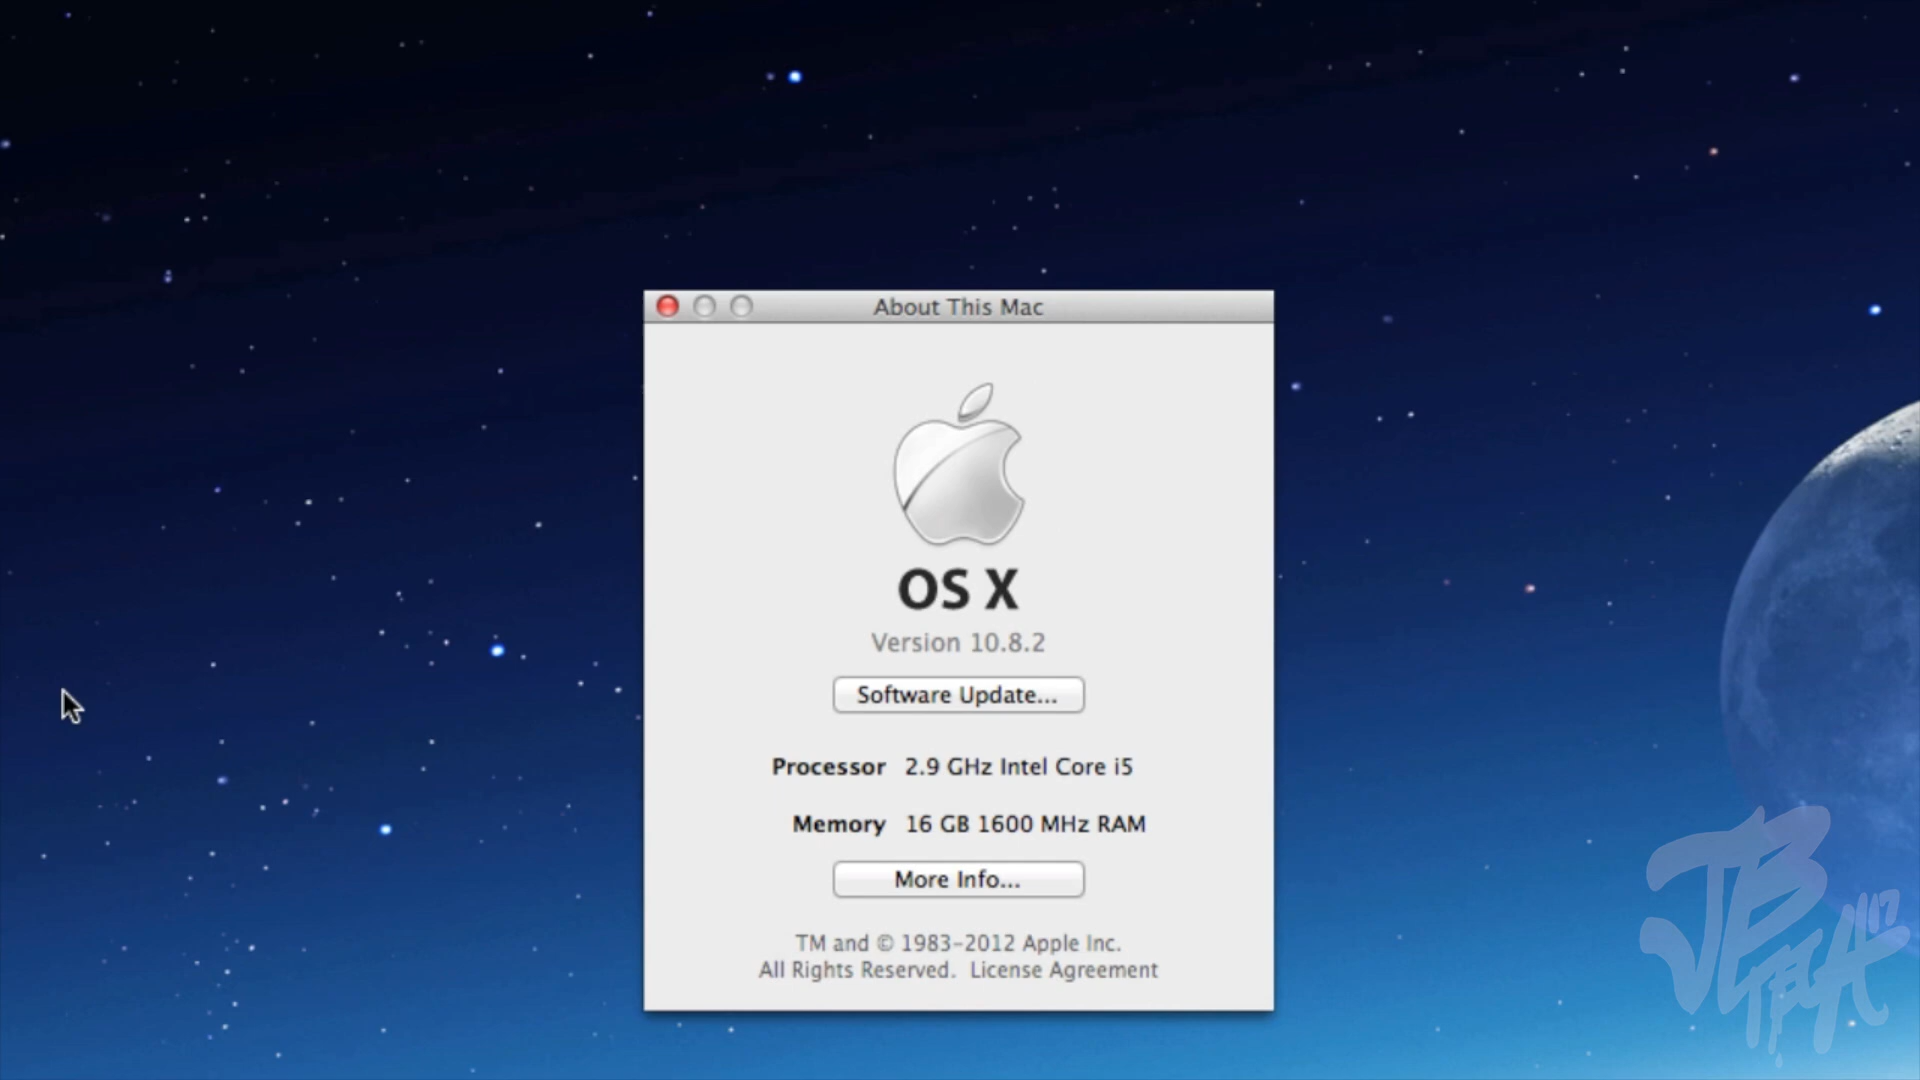 About This Mac
OS X
Version 10.8.2
Software Update...
Processor 2.9 GHz Intel Core i5
Memory 16 GB 1600 MHz RAM
More Info...
TM and © 1983-2012 Apple Inc.
All Rights Reserved. License Agreement